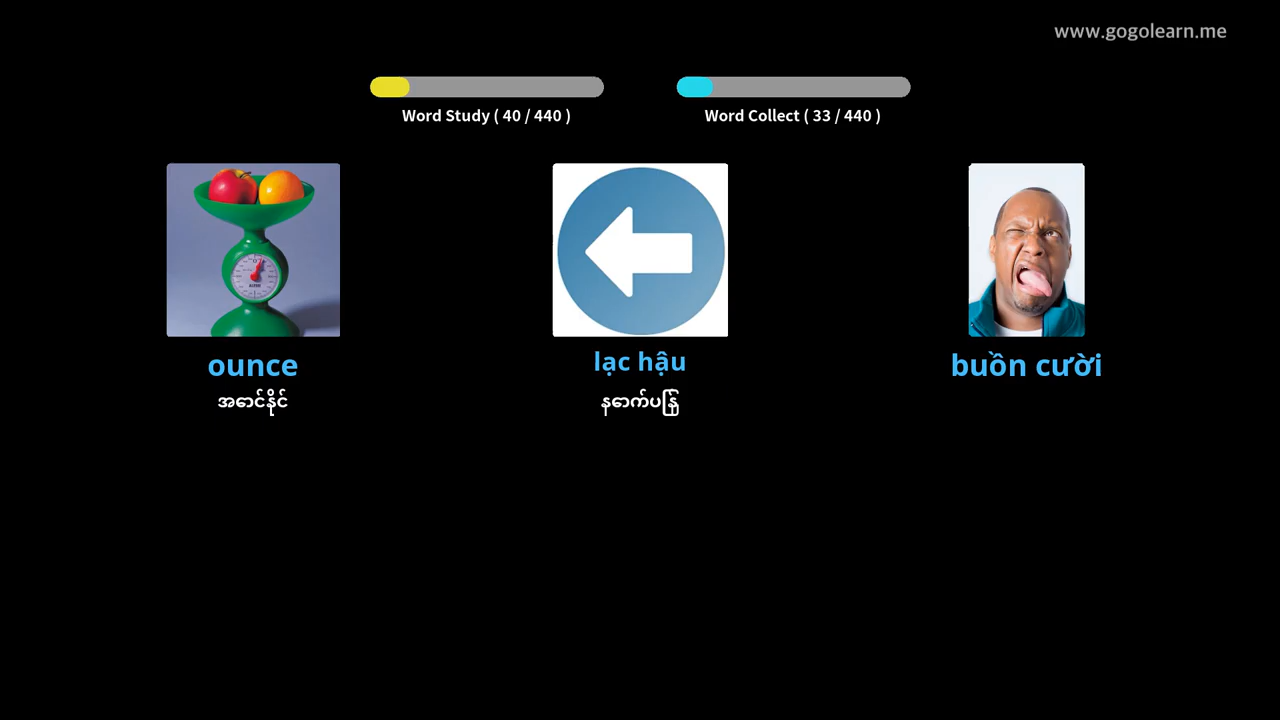 www.gogolearn.me
Word Study ( 40 / 440 )
Word Collect ( 33 / 440 )
ounce
အောင်နိုင်
lạc hậu
နောက်ပြန်
buồn cười